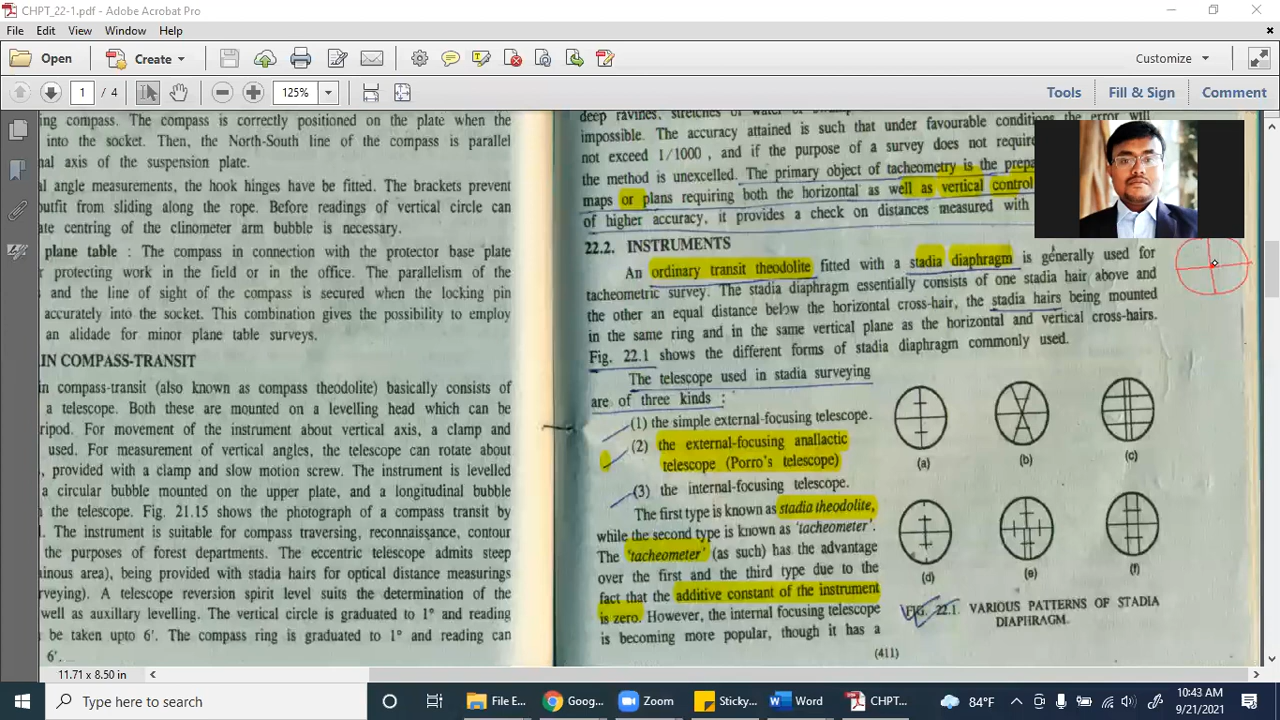 CHPT_22-1.pdf - Adobe Acrobat Pro
File Edit View Window Help
Open Create Customize
1 / 4 125% Tools Fill & Sign Comment
ing compass. The compass is correctly positioned on the plate when the
into the socket. Then, the North-South line of the compass is parallel
nal axis of the suspension plate.
al angle measurements, the hook hinges have be fitted. The brackets prevent
outfit from sliding along the rope. Before readings of vertical circle can
ate centring of the clinometer arm bubble is necessary.
plane table : The compass in connection with the protector base plate
r protecting work in the field or in the office. The parallelism of the
and the line of sight of the compass is secured when the locking pin
accurately into the socket. This combination gives the possibility to employ
an alidade for minor plane table surveys.
IN COMPASS-TRANSIT
in compass-transit (also known as compass theodolite) basically consists of
a telescope. Both these are mounted on a levelling head which can be
ripod. For movement of the instrument about vertical axis, a clamp and
used. For measurement of vertical angles, the telescope can rotate about
, provided with a clamp and slow motion screw. The instrument is levelled
a circular bubble mounted on the upper plate, and a longitudinal bubble
the telescope. Fig. 21.15 shows the photograph of a compass transit by
. The instrument is suitable for compass traversing, reconnaissance, contour
the purposes of forest departments. The eccentric telescope admits steep
inous area), being provided with stadia hairs for optical distance measurings
veying). A telescope reversion spirit level suits the determination of the
well as auxillary levelling. The vertical circle is graduated to 1° and reading
be taken upto 6'. The compass ring is graduated to 1° and reading can
6'.
deep ravines, stretches of water or
impossible. The accuracy attained is such that under favourable conditions the error will
not exceed 1/1000 , and if the purpose of a survey does not require
the method is unexcelled. The primary object of tacheometry is the prepa
maps or plans requiring both the horizontal as well as vertical control
of higher accuracy, it provides a check on distances measured with
22.2. INSTRUMENTS
An ordinary transit theodolite fitted with a stadia diaphragm is generally used for
tacheometric survey. The stadia diaphragm essentially consists of one stadia hair above and
the other an equal distance below the horizontal cross-hair, the stadia hairs being mounted
in the same ring and in the same vertical plane as the horizontal and vertical cross-hairs.
Fig. 22.1 shows the different forms of stadia diaphragm commonly used.
The telescope used in stadia surveying
are of three kinds :
(1) the simple external-focusing telescope.
(2) the external-focusing anallactic
telescope (Porro's telescope)
(3) the internal-focusing telescope.
The first type is known as stadia theodolite,
while the second type is known as 'tacheometer'.
The 'tacheometer' (as such) has the advantage
over the first and the third type due to the
fact that the additive constant of the instrument
is zero. However, the internal focusing telescope
is becoming more popular, though it has a
(a) (b) (c)
(d) (e) (f)
FIG. 22.1. VARIOUS PATTERNS OF STADIA
DIAPHRAGM.
(411)
11.71 x 8.50 in
Type here to search
File E... Goog... Zoom Sticky... Word CHPT... 84°F
10:43 AM
9/21/2021